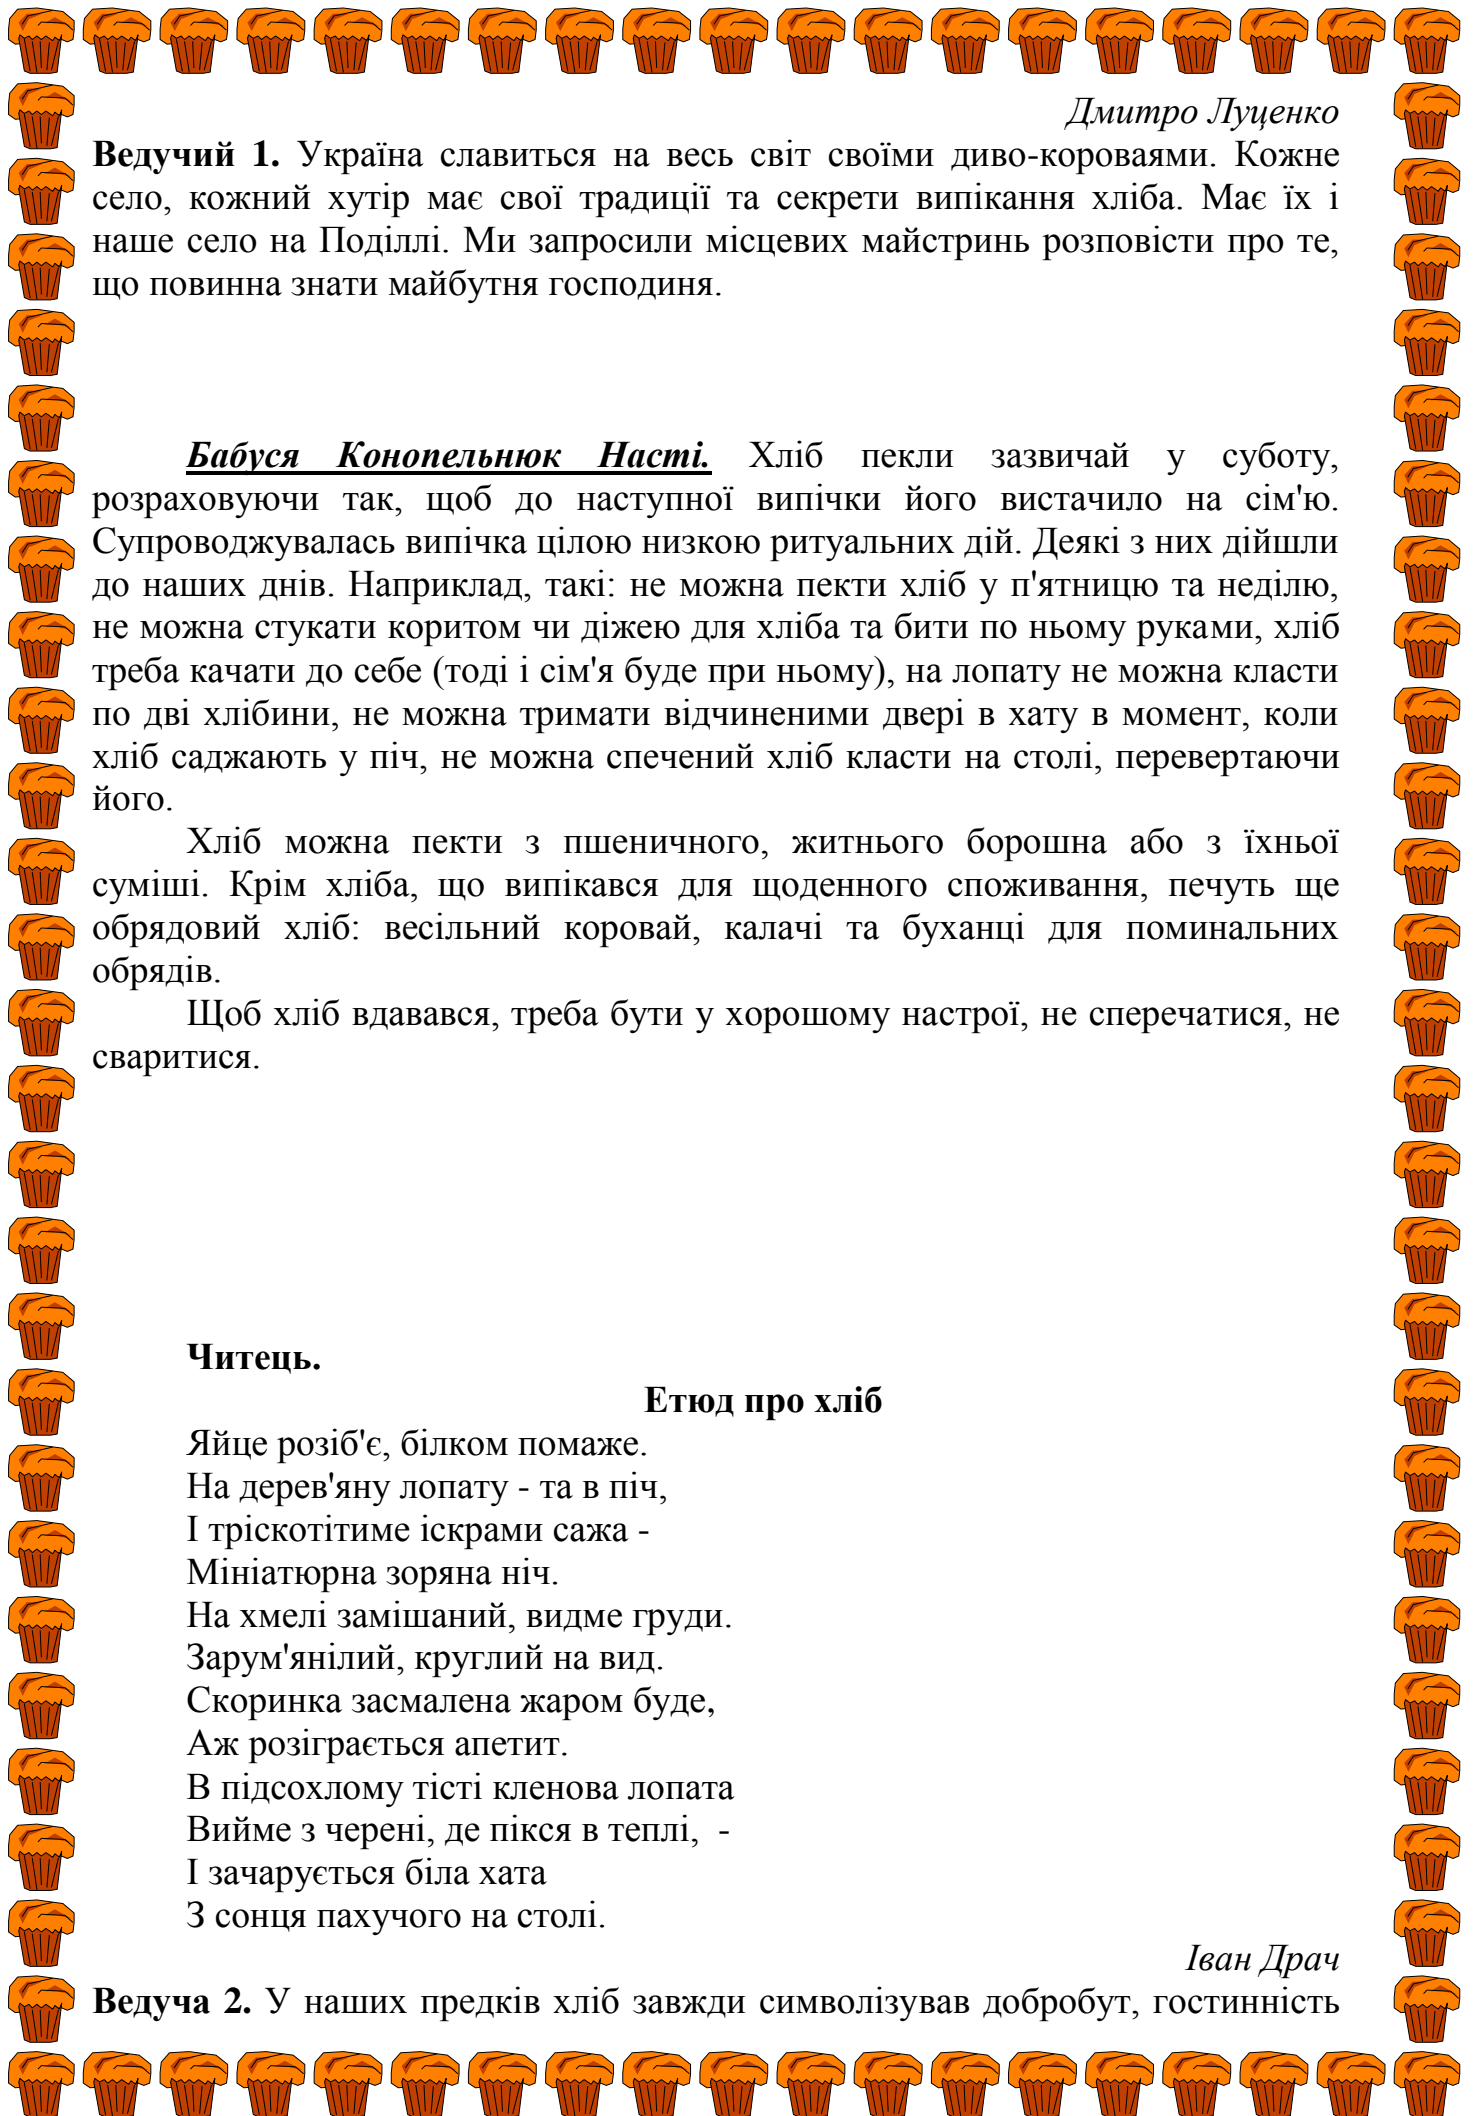 Дмитро Луценко
Ведучий 1. Україна славиться на весь світ своїми диво-короваями. Кожне
село, кожний хутір має свої традиції та секрети випікання хліба. Має їх і
наше село на Поділлі. Ми запросили місцевих майстринь розповісти про те,
що повинна знати майбутня господиня.
Бабуся Конопельнюк Насті. Хліб пекли зазвичай у суботу,
розраховуючи так, щоб до наступної випічки його вистачило на сім'ю.
Супроводжувалась випічка цілою низкою ритуальних дій. Деякі з них дійшли
до наших днів. Наприклад, такі: не можна пекти хліб у п'ятницю та неділю,
не можна стукати коритом чи діжею для хліба та бити по ньому руками, хліб
треба качати до себе (тоді і сім'я буде при ньому), на лопату не можна класти
по дві хлібини, не можна тримати відчиненими двері в хату в момент, коли
хліб саджають у піч, не можна спечений хліб класти на столі, перевертаючи
його.
Хліб можна пекти з пшеничного, житнього борошна або з їхньої
суміші. Крім хліба, що випікався для щоденного споживання, печуть ще
обрядовий хліб: весільний коровай, калачі та буханці для поминальних
обрядів.
Щоб хліб вдавався, треба бути у хорошому настрої, не сперечатися, не
сваритися.
Читець.
Етюд про хліб
Яйце розіб'є, білком помаже.
На дерев'яну лопату - та в піч,
І тріскотітиме іскрами сажа -
Мініатюрна зоряна ніч.
На хмелі замішаний, видме груди.
Зарум'янілий, круглий на вид.
Скоринка засмалена жаром буде,
Аж розіграється апетит.
В підсохлому тісті кленова лопата
Вийме з черені, де пікся в теплі,  -
І зачарується біла хата
З сонця пахучого на столі.
Іван Драч
Ведуча 2. У наших предків хліб завжди символізував добробут, гостинність